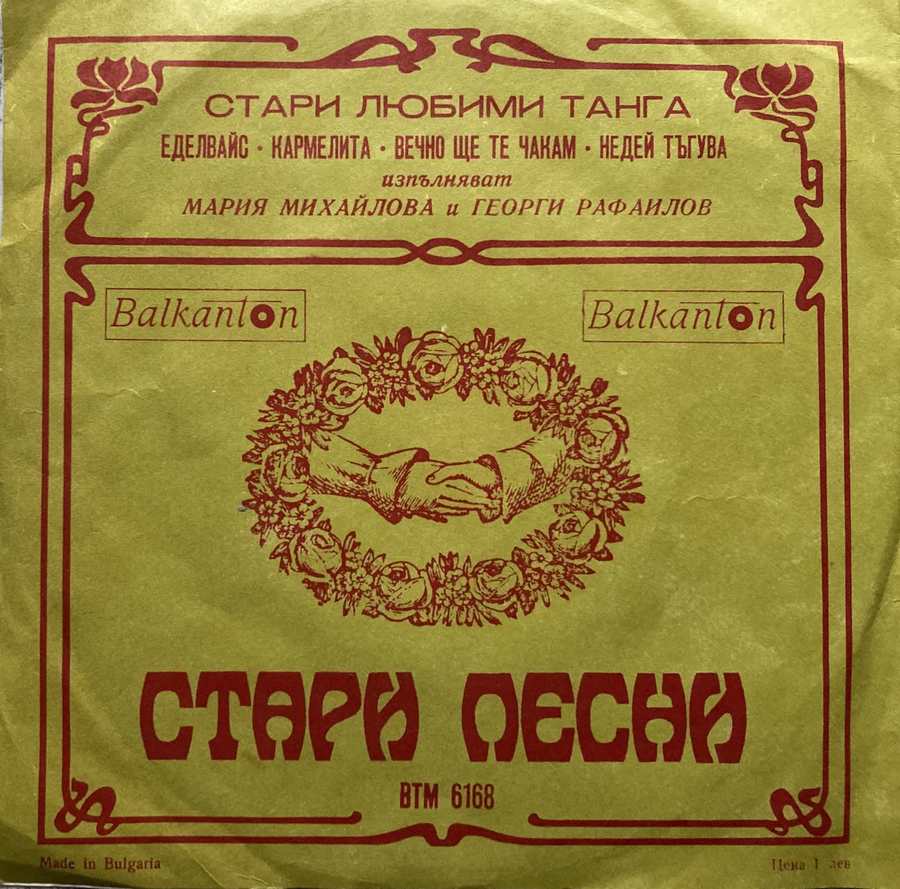 СТАРИ ЛЮБИМИ ТАНГА
ЕДЕЛВАЙС · КАРМЕЛИТА · ВЕЧНО ЩЕ ТЕ ЧАКАМ · НЕДЕЙ ТЪГУВА
изпълняват
МАРИЯ МИХАЙЛОВА и ГЕОРГИ РАФАИЛОВ
Balkanton Balkanton
СТАРИ ПЕСНИ
ВТМ 6168
Made in Bulgaria Цена 1 лев